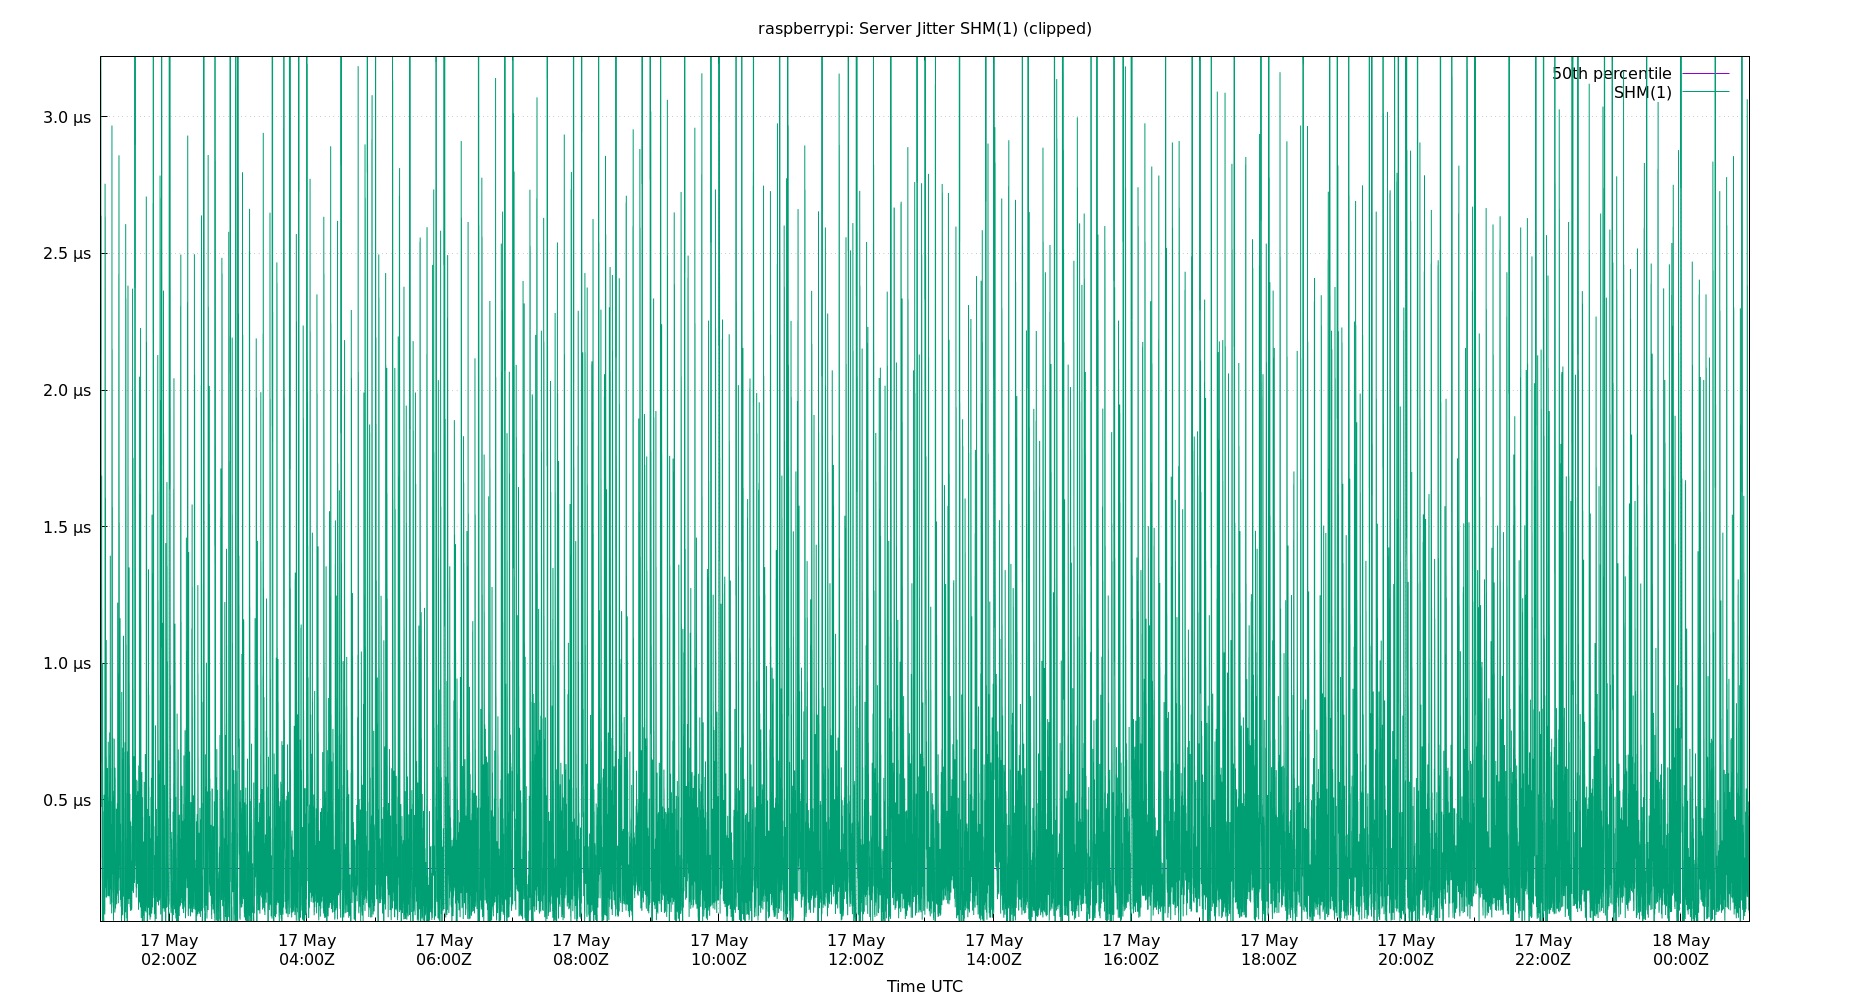 raspberrypi: Server Jitter SHM(1) (clipped)
50th percentile
SHM(1)
3.0 µs
2.5 µs
2.0 µs
1.5 µs
1.0 µs
0.5 µs
17 May 17 May 17 May 17 May 17 May 17 May 17 May 17 May 17 May 17 May 17 May 18 May
02:00Z 04:00Z 06:00Z 08:00Z 10:00Z 12:00Z 14:00Z 16:00Z 18:00Z 20:00Z 22:00Z 00:00Z
Time UTC